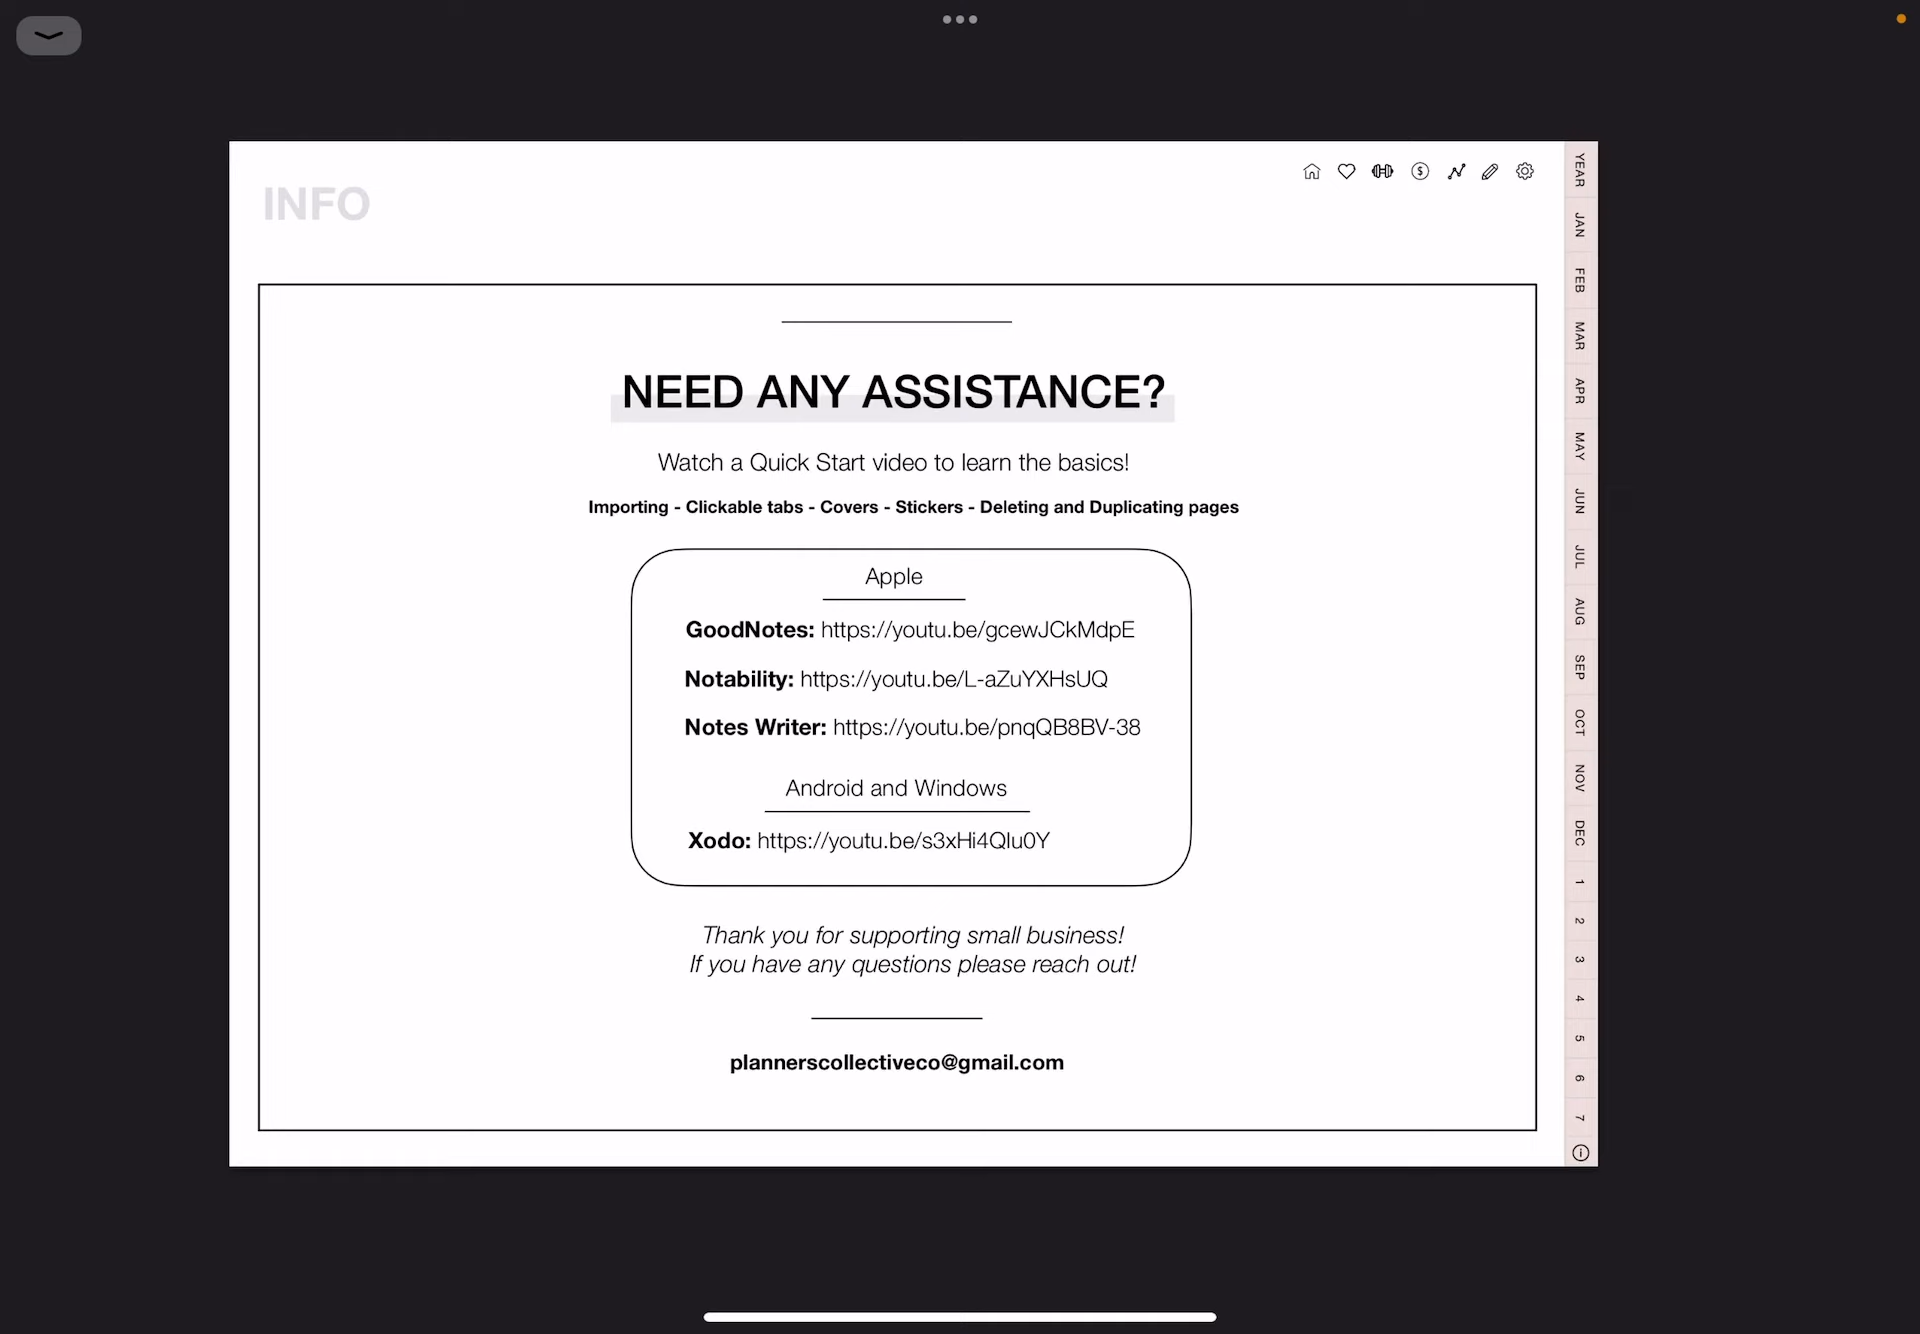 INFO
NEED ANY ASSISTANCE?
Watch a Quick Start video to learn the basics!
Importing - Clickable tabs - Covers - Stickers - Deleting and Duplicating pages
Apple
GoodNotes: https://youtu.be/gcewJCkMdpE
Notability: https://youtu.be/L-aZuYXHsUQ
Notes Writer: https://youtu.be/pnqQB8BV-38
Android and Windows
Xodo: https://youtu.be/s3xHi4QIu0Y
Thank you for supporting small business!
If you have any questions please reach out!
plannerscollectiveco@gmail.com
YEAR
JAN
FEB
MAR
APR
MAY
JUN
JUL
AUG
SEP
OCT
NOV
DEC
1
2
3
4
5
6
7